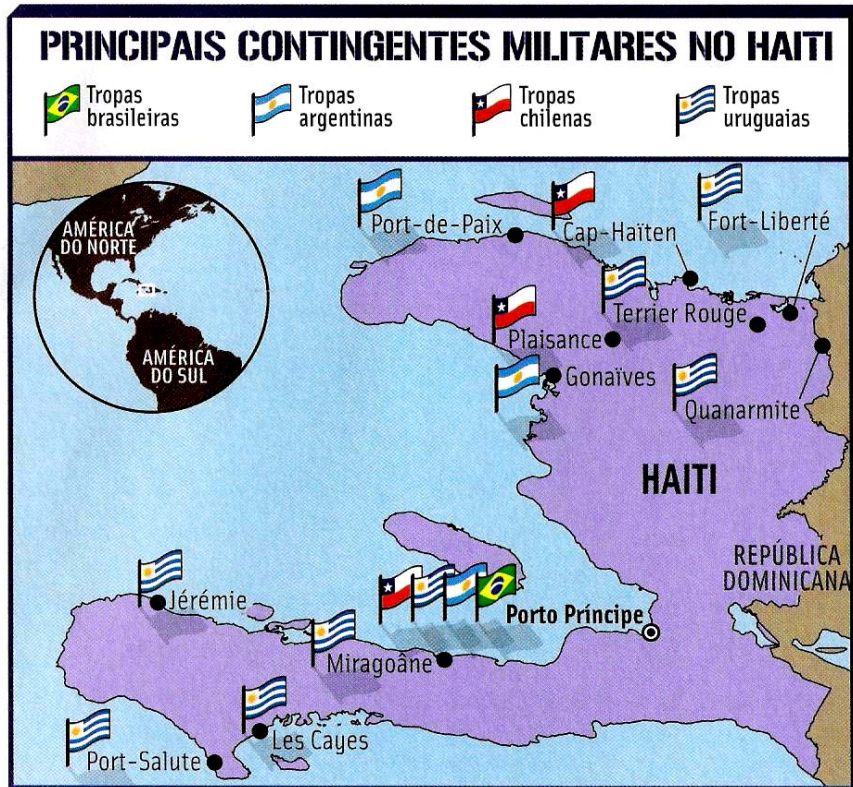 PRINCIPAIS CONTINGENTES MILITARES NO HAITI
Tropas
brasileiras
Tropas
argentinas
Tropas
chilenas
Tropas
uruguaias
AMÉRICA
DO NORTE
AMÉRICA
DO SUL
Port-de-Paix
Cap-Haïten
Fort-Liberté
Terrier Rouge
Plaisance
Gonaïves
Quanarmite
HAITI
REPÚBLICA
DOMINICANA
Jérémie
Porto Príncipe
Miragoâne
Les Cayes
Port-Salute